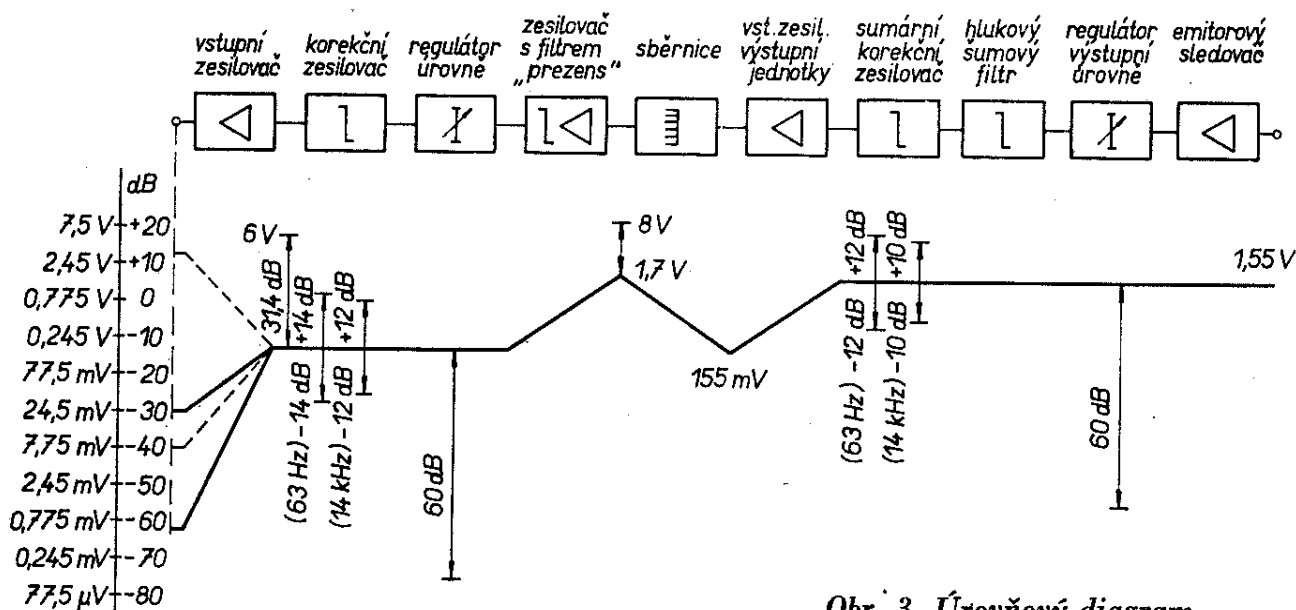 vstupní
zesilovač
korekční
zesilovač
regulátor
úrovně
zesilovač
s filtrem
„prezens"
sběrnice
vst. zesil.
výstupní
jednotky
sumární
korekční
zesilovač
hlukový
sumový
filtr
regulátor
výstupní
úrovně
emitorový
sledovač
dB
7,5 V +20
2,45 V +10
0,775 V 0
0,245 V -10
77,5 mV -20
24,5 mV -30
7,75 mV -40
2,45 mV -50
0,775 mV -60
0,245 mV -70
77,5 µV -80
6 V
31,4 dB
(63 Hz) -14 dB +14 dB
(14 kHz) -12 dB +12 dB
60 dB
8 V
1,7 V
155 mV
(63 Hz) -12 dB +12 dB
(14 kHz) -10 dB +10 dB
60 dB
1,55 V
Obr. 3. Úrovňový diagram